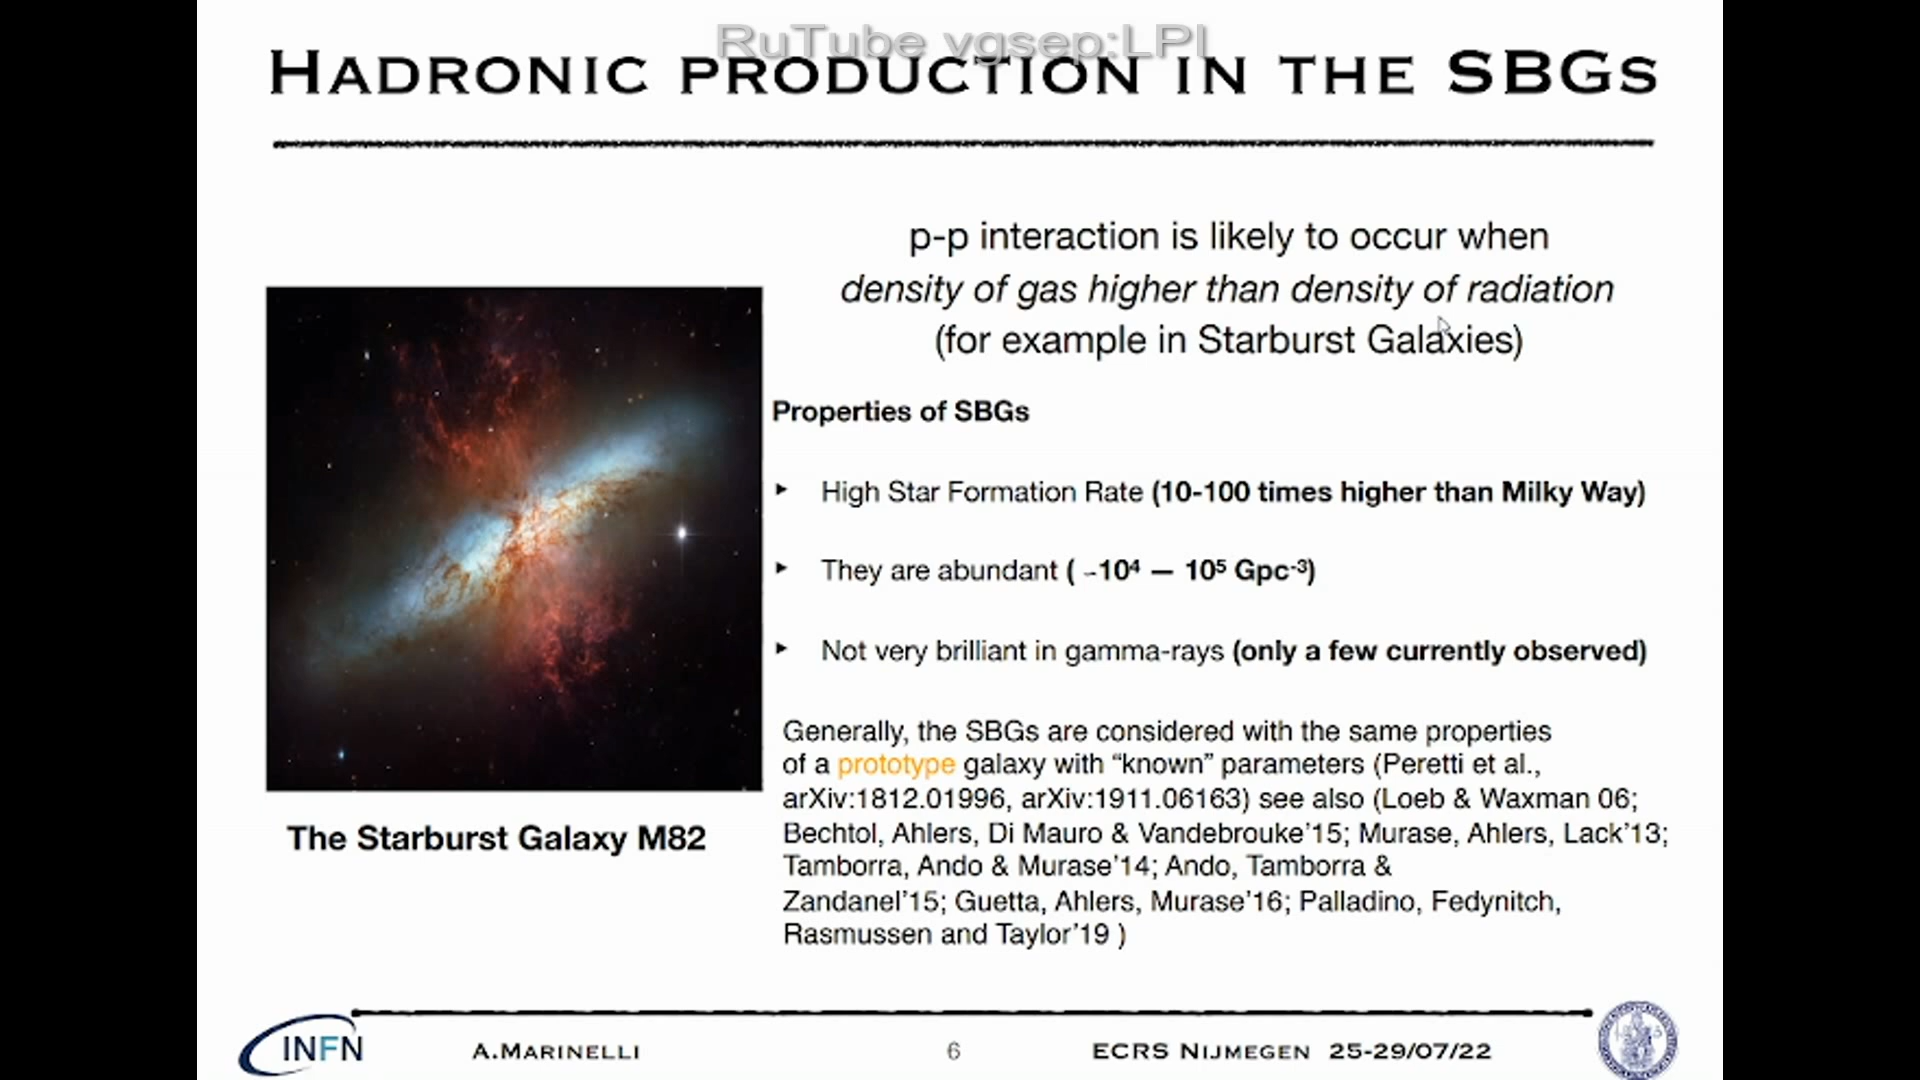 RuTube vgsep:LPI
HADRONIC PRODUCTION IN THE SBGS
p-p interaction is likely to occur when
density of gas higher than density of radiation
(for example in Starburst Galaxies)
Properties of SBGs
‣ High Star Formation Rate (10-100 times higher than Milky Way)
‣ They are abundant ( ~10⁴ — 10⁵ Gpc⁻³)
‣ Not very brilliant in gamma-rays (only a few currently observed)
Generally, the SBGs are considered with the same properties
of a prototype galaxy with “known” parameters (Peretti et al.,
arXiv:1812.01996, arXiv:1911.06163) see also (Loeb & Waxman 06;
Bechtol, Ahlers, Di Mauro & Vandebrouke’15; Murase, Ahlers, Lack’13;
Tamborra, Ando & Murase’14; Ando, Tamborra &
Zandanel’15; Guetta, Ahlers, Murase’16; Palladino, Fedynitch,
Rasmussen and Taylor’19 )
The Starburst Galaxy M82
INFN
A.MARINELLI
6
ECRS NIJMEGEN 25-29/07/22